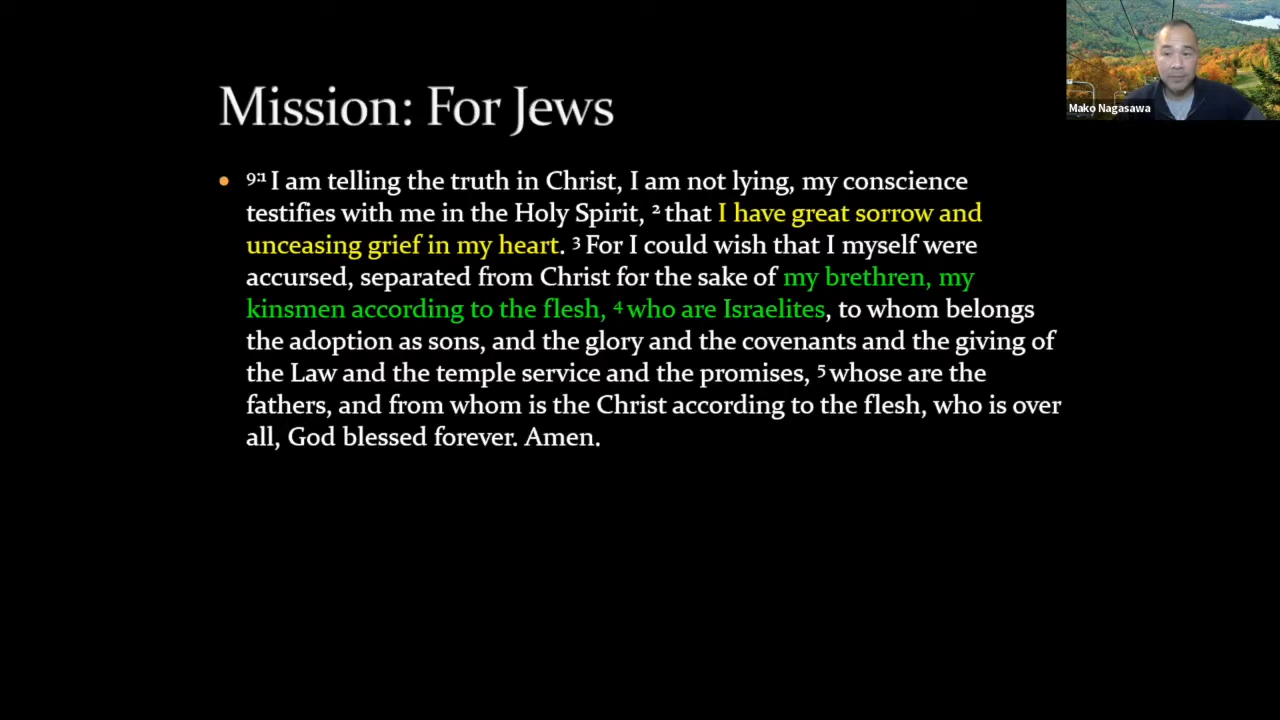 Mission: For Jews
Mako Nagasawa
• 9:1 I am telling the truth in Christ, I am not lying, my conscience
testifies with me in the Holy Spirit, 2 that I have great sorrow and
unceasing grief in my heart. 3 For I could wish that I myself were
accursed, separated from Christ for the sake of my brethren, my
kinsmen according to the flesh, 4 who are Israelites, to whom belongs
the adoption as sons, and the glory and the covenants and the giving of
the Law and the temple service and the promises, 5 whose are the
fathers, and from whom is the Christ according to the flesh, who is over
all, God blessed forever. Amen.